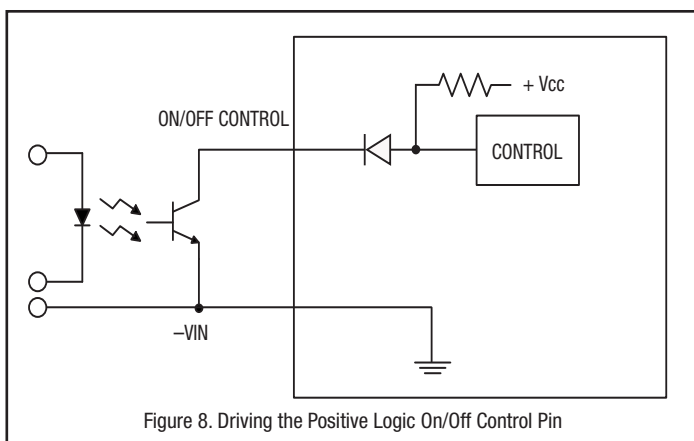 + Vcc
ON/OFF CONTROL
CONTROL
–VIN
Figure 8. Driving the Positive Logic On/Off Control Pin